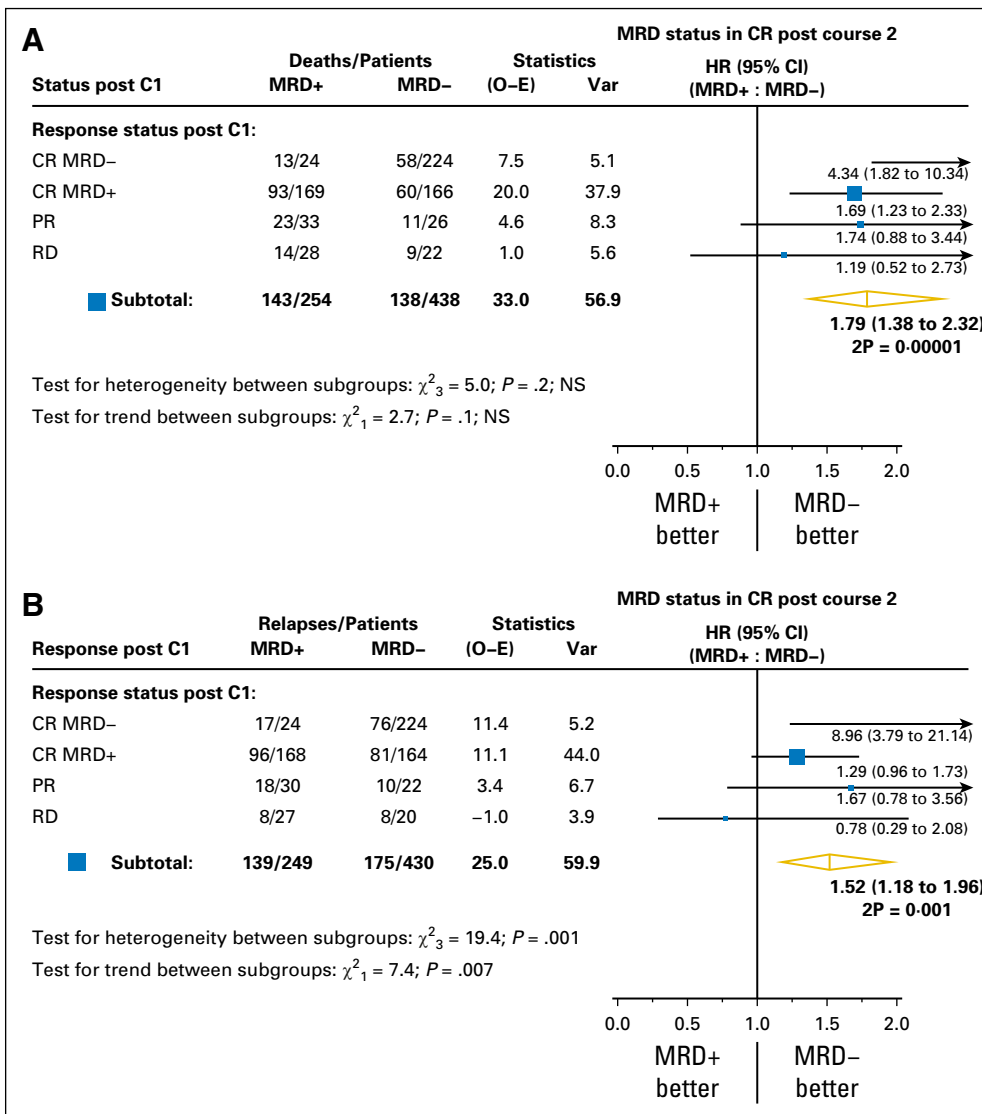 A
MRD status in CR post course 2
Deaths/Patients Statistics HR (95% CI)
Status post C1 MRD+ MRD– (O–E) Var (MRD+ : MRD–)
Response status post C1:
CR MRD– 13/24 58/224 7.5 5.1 4.34 (1.82 to 10.34)
CR MRD+ 93/169 60/166 20.0 37.9 1.69 (1.23 to 2.33)
PR 23/33 11/26 4.6 8.3 1.74 (0.88 to 3.44)
RD 14/28 9/22 1.0 5.6 1.19 (0.52 to 2.73)
Subtotal: 143/254 138/438 33.0 56.9 1.79 (1.38 to 2.32)
2P = 0·00001
Test for heterogeneity between subgroups: χ²₃ = 5.0; P = .2; NS
Test for trend between subgroups: χ²₁ = 2.7; P = .1; NS
0.0 0.5 1.0 1.5 2.0
MRD+ MRD–
better better
B
MRD status in CR post course 2
Relapses/Patients Statistics HR (95% CI)
Response post C1 MRD+ MRD– (O–E) Var (MRD+ : MRD–)
Response status post C1:
CR MRD– 17/24 76/224 11.4 5.2 8.96 (3.79 to 21.14)
CR MRD+ 96/168 81/164 11.1 44.0 1.29 (0.96 to 1.73)
PR 18/30 10/22 3.4 6.7 1.67 (0.78 to 3.56)
RD 8/27 8/20 –1.0 3.9 0.78 (0.29 to 2.08)
Subtotal: 139/249 175/430 25.0 59.9 1.52 (1.18 to 1.96)
2P = 0·001
Test for heterogeneity between subgroups: χ²₃ = 19.4; P = .001
Test for trend between subgroups: χ²₁ = 7.4; P = .007
0.0 0.5 1.0 1.5 2.0
MRD+ MRD–
better better